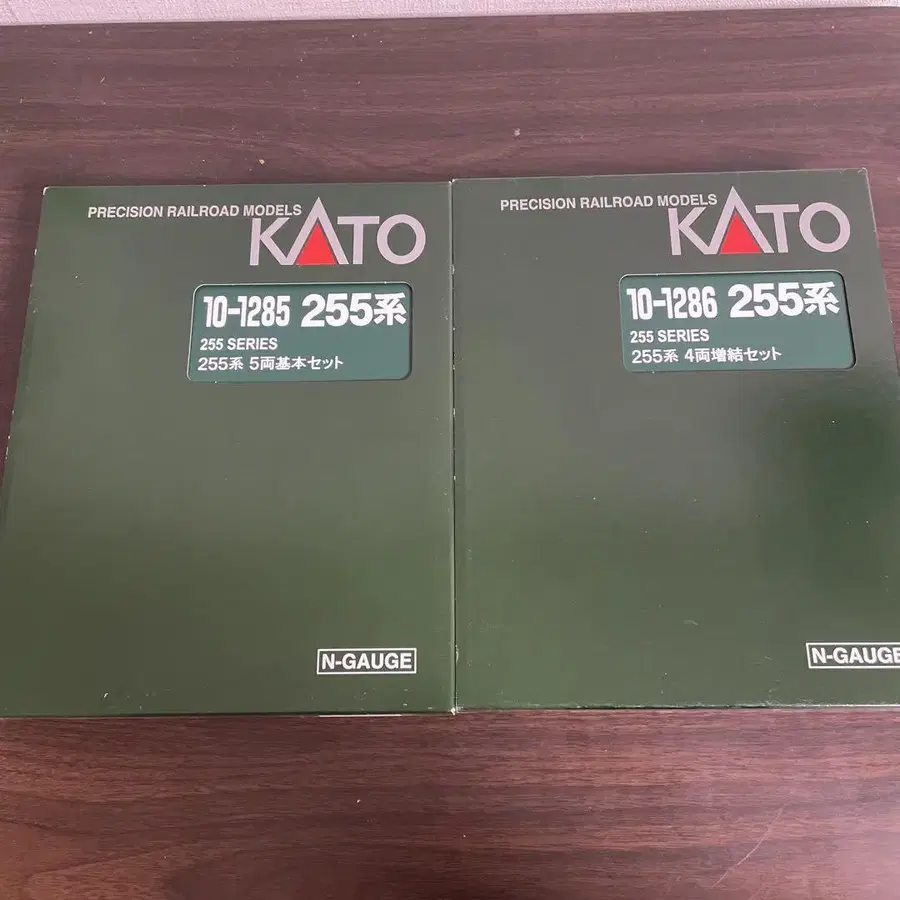 PRECISION RAILROAD MODELS
KATO
10-1285 255系
255 SERIES
255系 5両基本セット
N-GAUGE
PRECISION RAILROAD MODELS
KATO
10-1286 255系
255 SERIES
255系 4両増結セット
N-GAUGE